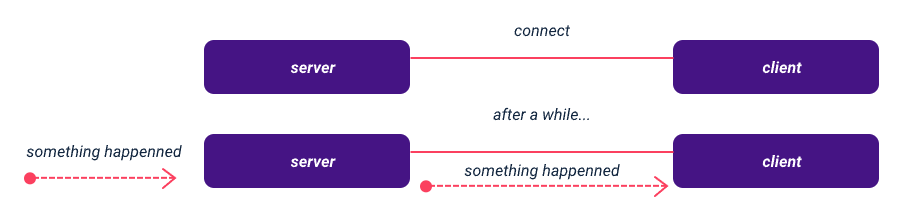 connect
server
client
after a while...
something happenned
server
client
something happenned